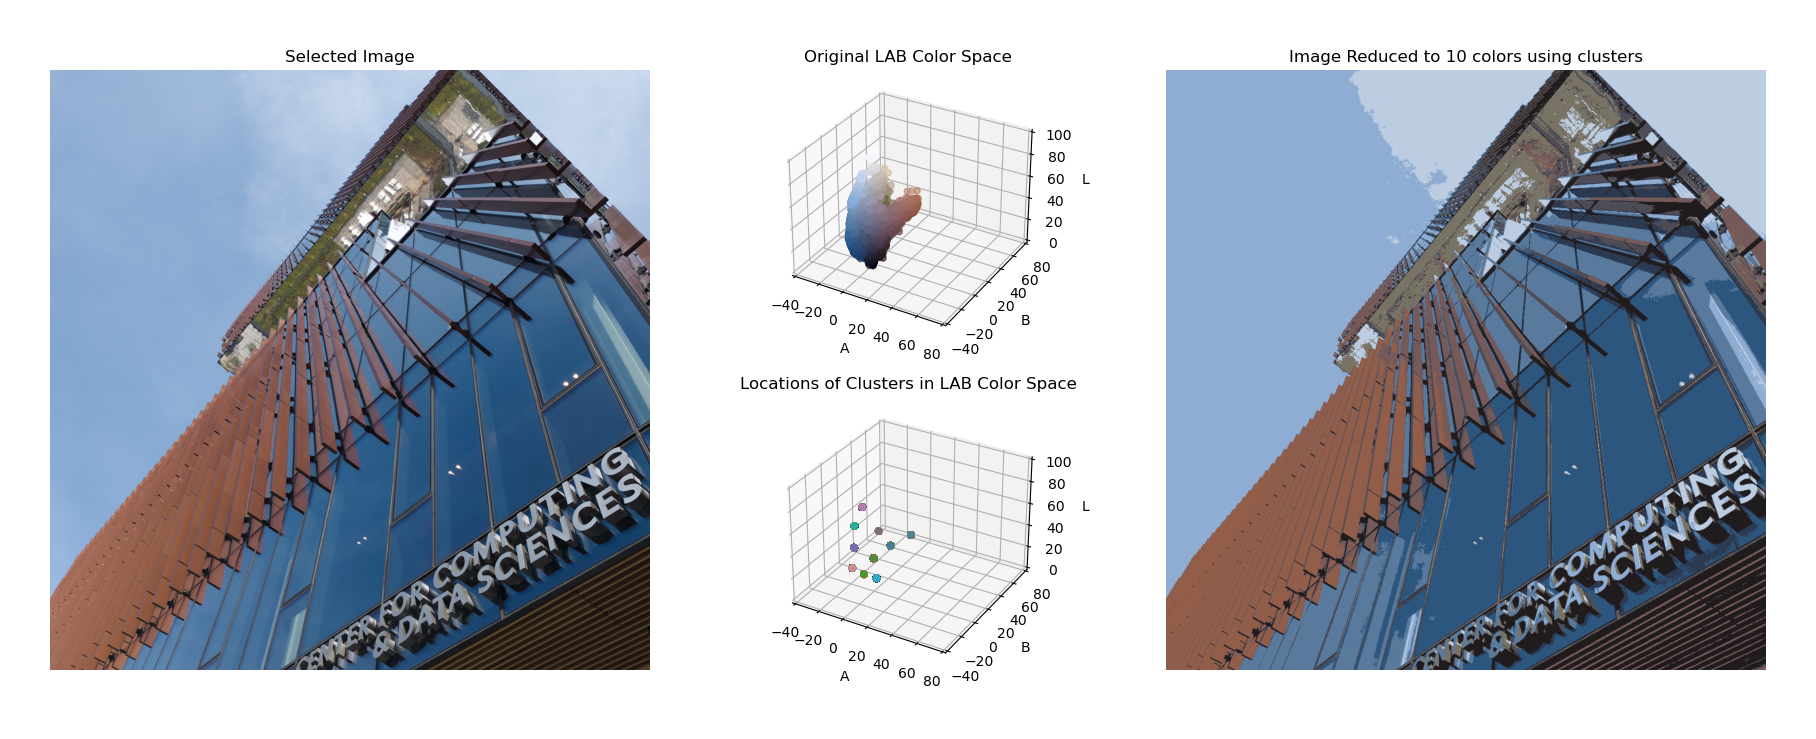 Selected Image
CENTER FOR COMPUTING
& DATA SCIENCES
Original LAB Color Space
100
80
60
L
40
20
0
80
60
40
20
B
0
−20
−40
−40
−20
0
20
40
60
80
A
Locations of Clusters in LAB Color Space
100
80
60
L
40
20
0
80
60
40
20
B
0
−20
−40
−40
−20
0
20
40
60
80
A
Image Reduced to 10 colors using clusters
CENTER FOR COMPUTING
& DATA SCIENCES